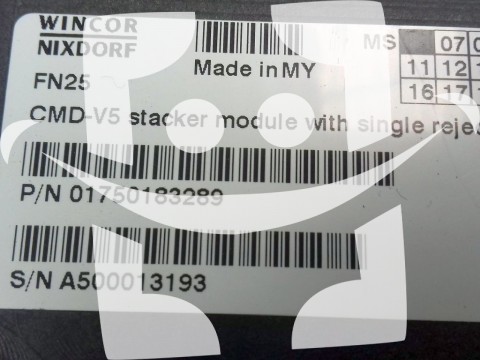 WINCOR
NIXDORF
Made in MY
MS 07
11 12
16 17
FN25
CMD-V5 stacker module with single
P/N 01750183289
S/N A500013193